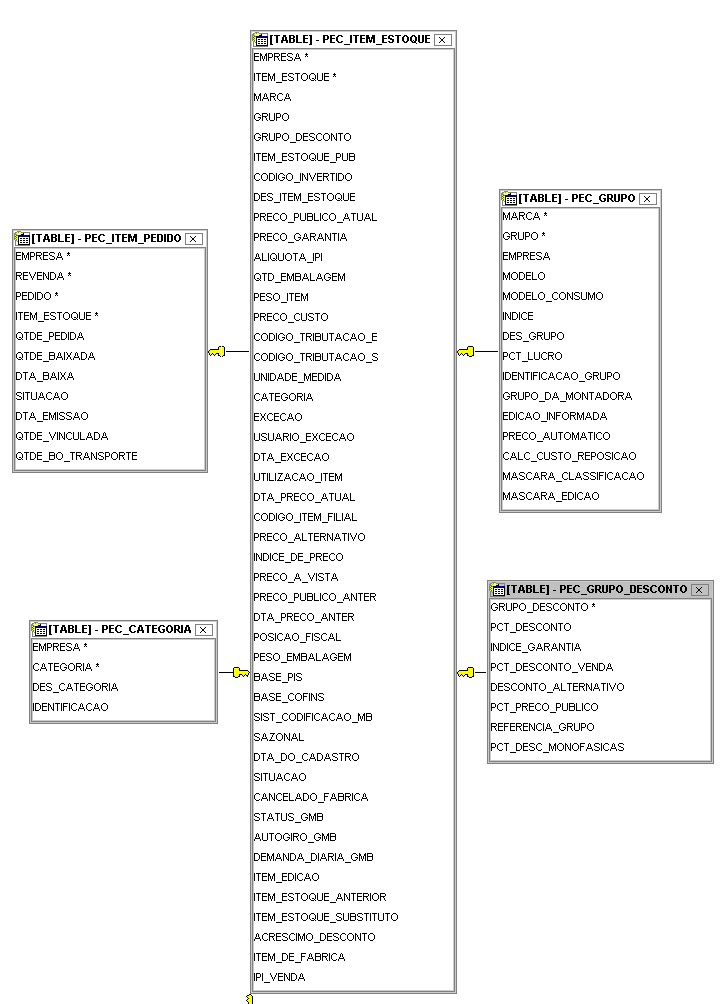 [TABLE] - PEC_ITEM_ESTOQUE
EMPRESA *
ITEM_ESTOQUE *
MARCA
GRUPO
GRUPO_DESCONTO
ITEM_ESTOQUE_PUB
CODIGO_INVERTIDO
DES_ITEM_ESTOQUE
PRECO_PUBLICO_ATUAL
PRECO_GARANTIA
ALIQUOTA_IPI
QTD_EMBALAGEM
PESO_ITEM
PRECO_CUSTO
CODIGO_TRIBUTACAO_E
CODIGO_TRIBUTACAO_S
UNIDADE_MEDIDA
CATEGORIA
EXCECAO
USUARIO_EXCECAO
DTA_EXCECAO
UTILIZACAO_ITEM
DTA_PRECO_ATUAL
CODIGO_ITEM_FILIAL
PRECO_ALTERNATIVO
INDICE_DE_PRECO
PRECO_A_VISTA
PRECO_PUBLICO_ANTER
DTA_PRECO_ANTER
POSICAO_FISCAL
PESO_EMBALAGEM
BASE_PIS
BASE_COFINS
SIST_CODIFICACAO_MB
SAZONAL
DTA_DO_CADASTRO
SITUACAO
CANCELADO_FABRICA
STATUS_GMB
AUTOGIRO_GMB
DEMANDA_DIARIA_GMB
ITEM_EDICAO
ITEM_ESTOQUE_ANTERIOR
ITEM_ESTOQUE_SUBSTITUTO
ACRESCIMO_DESCONTO
ITEM_DE_FABRICA
IPI_VENDA
[TABLE] - PEC_ITEM_PEDIDO
EMPRESA *
REVENDA *
PEDIDO *
ITEM_ESTOQUE *
QTDE_PEDIDA
QTDE_BAIXADA
DTA_BAIXA
SITUACAO
DTA_EMISSAO
QTDE_VINCULADA
QTDE_BO_TRANSPORTE
[TABLE] - PEC_CATEGORIA
EMPRESA *
CATEGORIA *
DES_CATEGORIA
IDENTIFICACAO
[TABLE] - PEC_GRUPO
MARCA *
GRUPO *
EMPRESA
MODELO
MODELO_CONSUMO
INDICE
DES_GRUPO
PCT_LUCRO
IDENTIFICACAO_GRUPO
GRUPO_DA_MONTADORA
EDICAO_INFORMADA
PRECO_AUTOMATICO
CALC_CUSTO_REPOSICAO
MASCARA_CLASSIFICACAO
MASCARA_EDICAO
[TABLE] - PEC_GRUPO_DESCONTO
GRUPO_DESCONTO *
PCT_DESCONTO
INDICE_GARANTIA
PCT_DESCONTO_VENDA
DESCONTO_ALTERNATIVO
PCT_PRECO_PUBLICO
REFERENCIA_GRUPO
PCT_DESC_MONOFASICAS